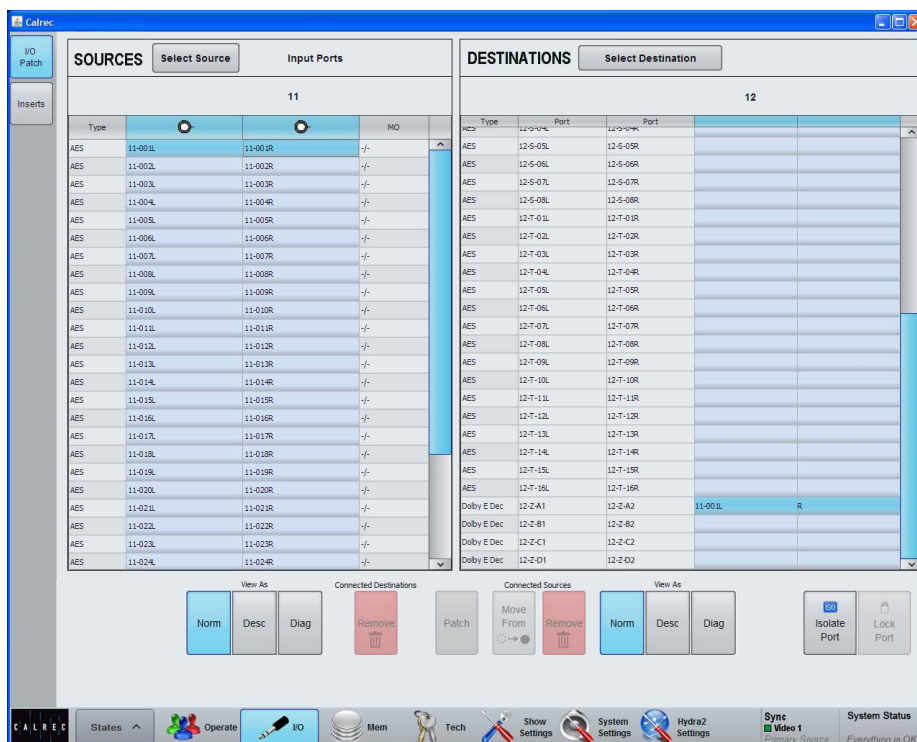 Calrec
I/O
Patch
Inserts
SOURCES Select Source Input Ports
11
Type MO
AES 11-001L 11-001R -/-
AES 11-002L 11-002R -/-
AES 11-003L 11-003R -/-
AES 11-004L 11-004R -/-
AES 11-005L 11-005R -/-
AES 11-006L 11-006R -/-
AES 11-007L 11-007R -/-
AES 11-008L 11-008R -/-
AES 11-009L 11-009R -/-
AES 11-010L 11-010R -/-
AES 11-011L 11-011R -/-
AES 11-012L 11-012R -/-
AES 11-013L 11-013R -/-
AES 11-014L 11-014R -/-
AES 11-015L 11-015R -/-
AES 11-016L 11-016R -/-
AES 11-017L 11-017R -/-
AES 11-018L 11-018R -/-
AES 11-019L 11-019R -/-
AES 11-020L 11-020R -/-
AES 11-021L 11-021R -/-
AES 11-022L 11-022R -/-
AES 11-023L 11-023R -/-
AES 11-024L 11-024R -/-
DESTINATIONS Select Destination
12
Type Port Port
AES 12-S-04L 12-S-04R
AES 12-S-05L 12-S-05R
AES 12-S-06L 12-S-06R
AES 12-S-07L 12-S-07R
AES 12-S-08L 12-S-08R
AES 12-T-01L 12-T-01R
AES 12-T-02L 12-T-02R
AES 12-T-03L 12-T-03R
AES 12-T-04L 12-T-04R
AES 12-T-05L 12-T-05R
AES 12-T-06L 12-T-06R
AES 12-T-07L 12-T-07R
AES 12-T-08L 12-T-08R
AES 12-T-09L 12-T-09R
AES 12-T-10L 12-T-10R
AES 12-T-11L 12-T-11R
AES 12-T-12L 12-T-12R
AES 12-T-13L 12-T-13R
AES 12-T-14L 12-T-14R
AES 12-T-15L 12-T-15R
AES 12-T-16L 12-T-16R
Dolby E Dec 12-Z-A1 12-Z-A2 11-001L R
Dolby E Dec 12-Z-B1 12-Z-B2
Dolby E Dec 12-Z-C1 12-Z-C2
Dolby E Dec 12-Z-D1 12-Z-D2
View As
Norm Desc Diag
Connected Destinations
Remove
Patch
Connected Sources
Move
From
Remove
View As
Norm Desc Diag
ISO
Isolate
Port
Lock
Port
CALREC
States
Operate
I/O
Mem
Tech
Show
Settings
System
Settings
Hydra2
Settings
Sync
Video 1
Primary Source
System Status
Everything is OK